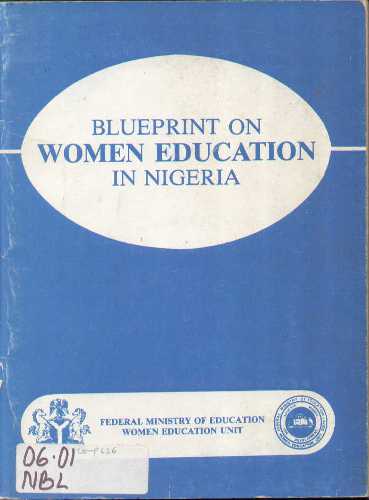 BLUEPRINT ON
WOMEN EDUCATION
IN NIGERIA
FEDERAL MINISTRY OF EDUCATION
WOMEN EDUCATION UNIT
06·01
NBL